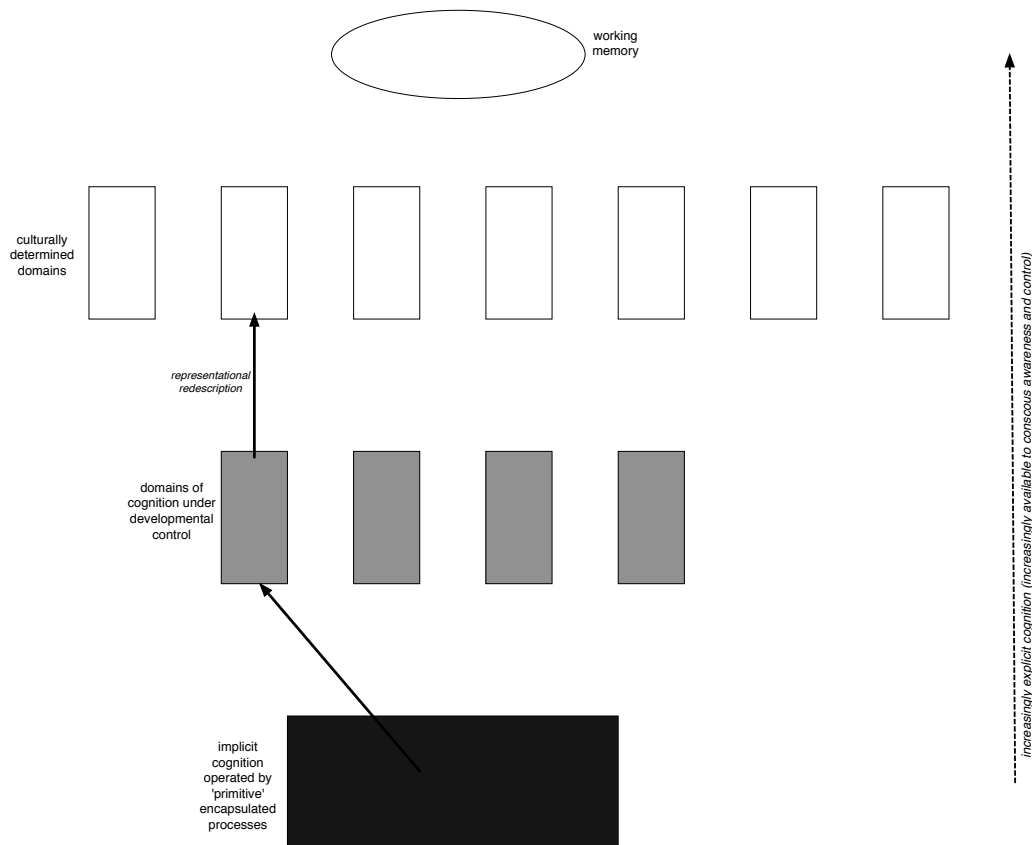 working
memory
culturally
determined
domains
representational
redescription
domains of
cognition under
developmental
control
implicit
cognition
operated by
'primitive'
encapsulated
processes
increasingly explicit cognition (increasingly available to conscous awareness and control)